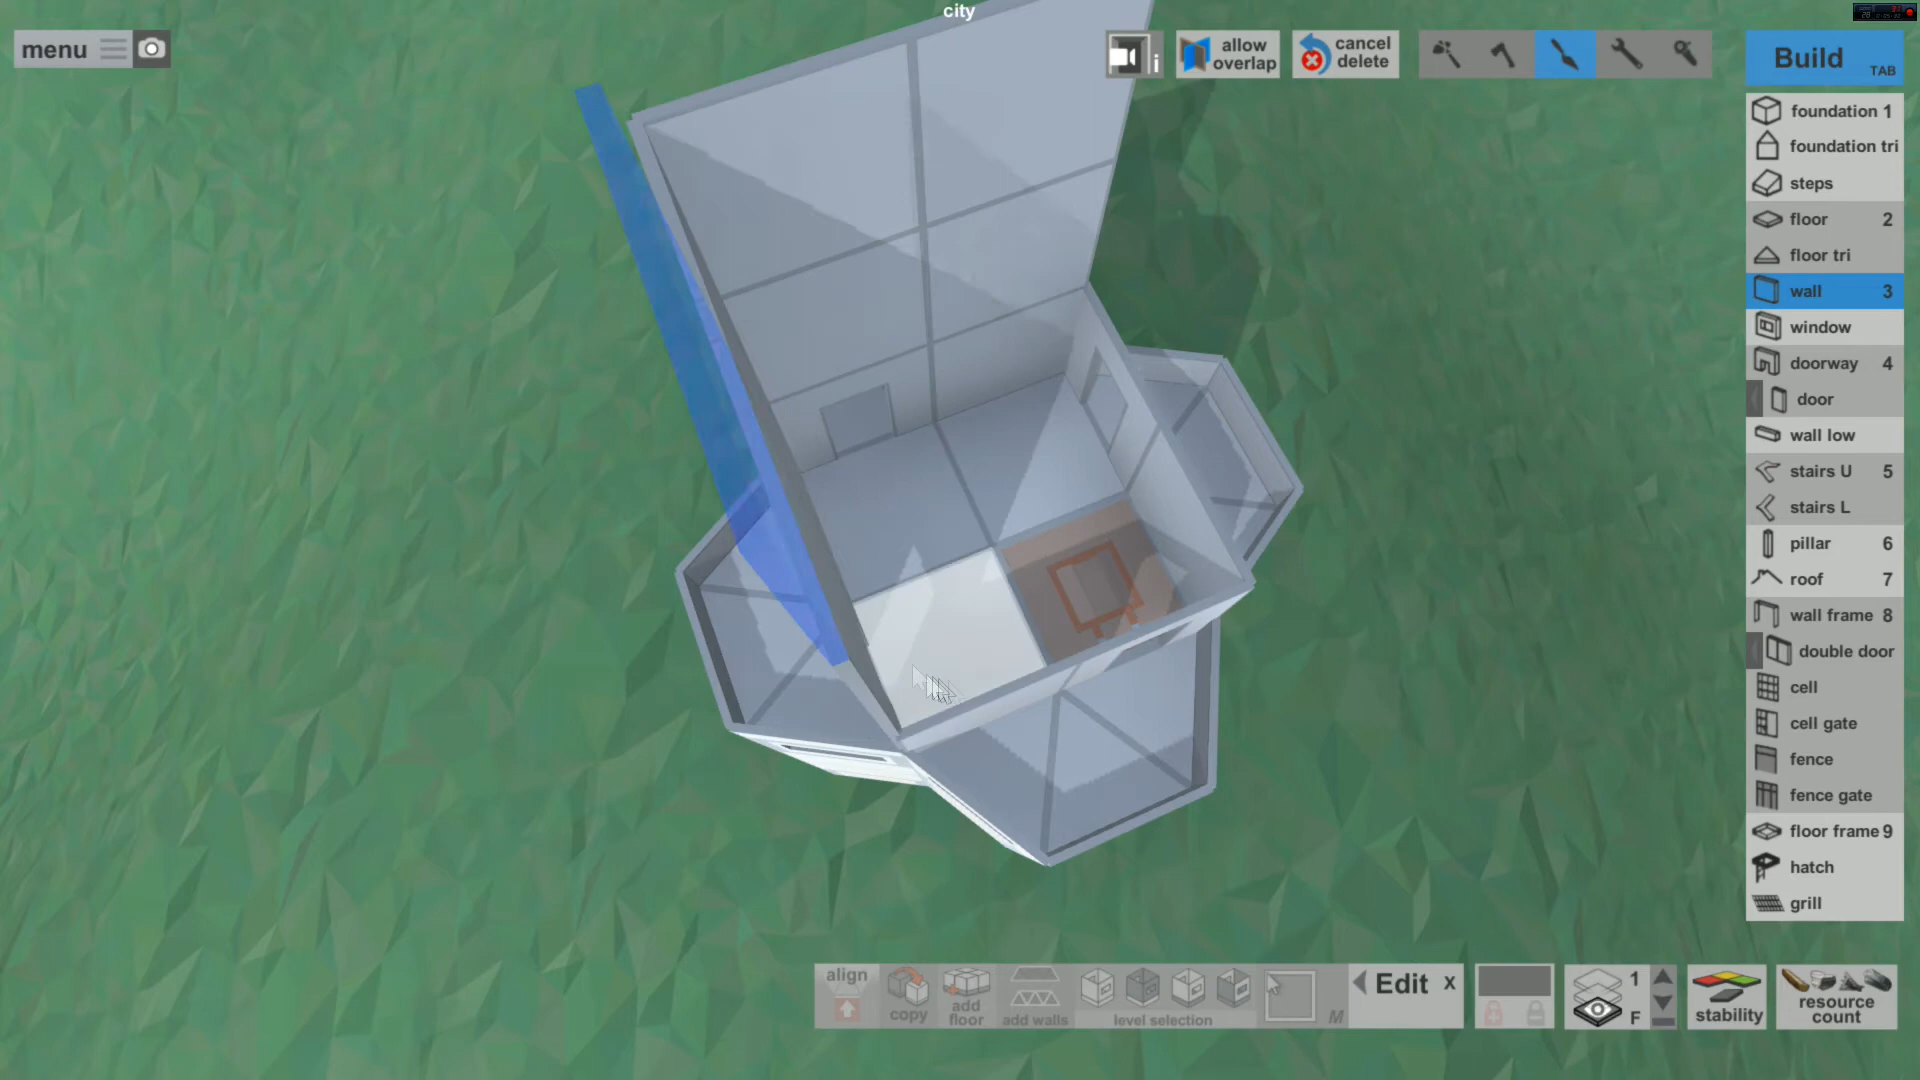 city
menu
i
allow
overlap
cancel
delete
Build
TAB
foundation 1
foundation tri
steps
floor 2
floor tri
wall 3
window
doorway 4
door
wall low
stairs U 5
stairs L
pillar 6
roof 7
wall frame 8
double door
cell
cell gate
fence
fence gate
floor frame 9
hatch
grill
align
copy
add
floor
add walls
level selection
M
Edit x
1
F
stability
resource
count